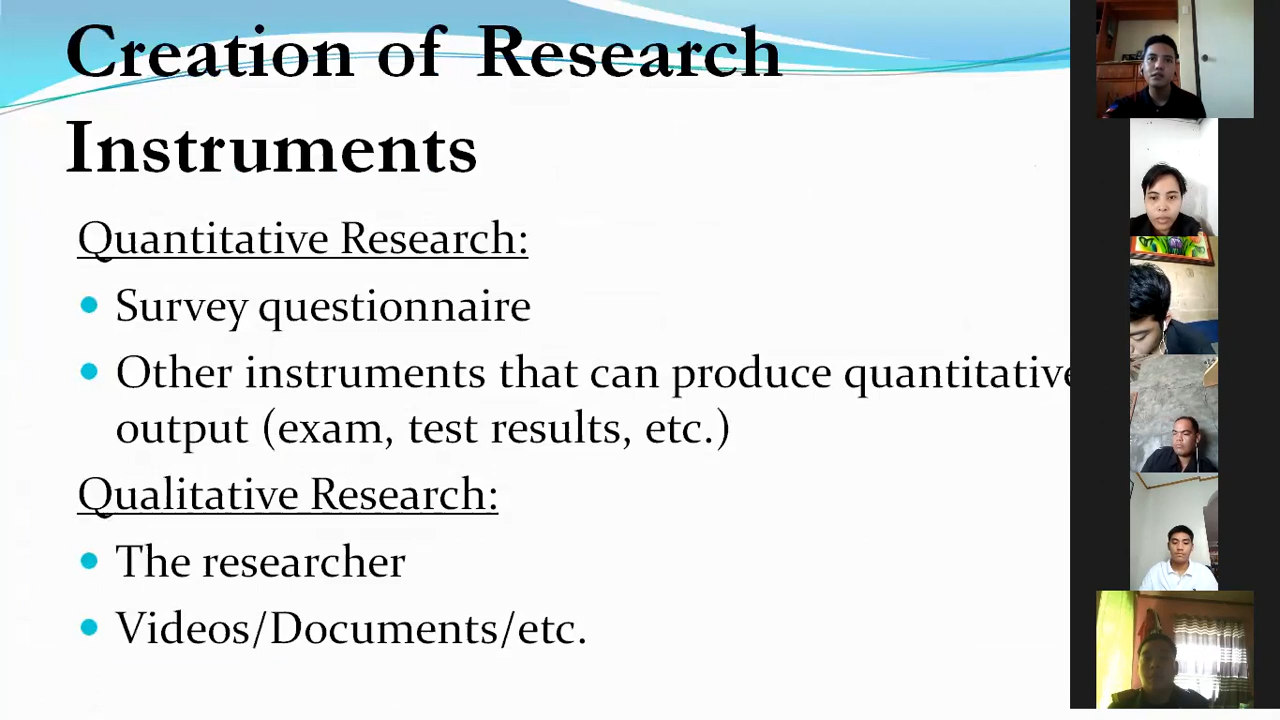 Creation of Research
Instruments
Quantitative Research:
• Survey questionnaire
• Other instruments that can produce quantitative
output (exam, test results, etc.)
Qualitative Research:
• The researcher
• Videos/Documents/etc.